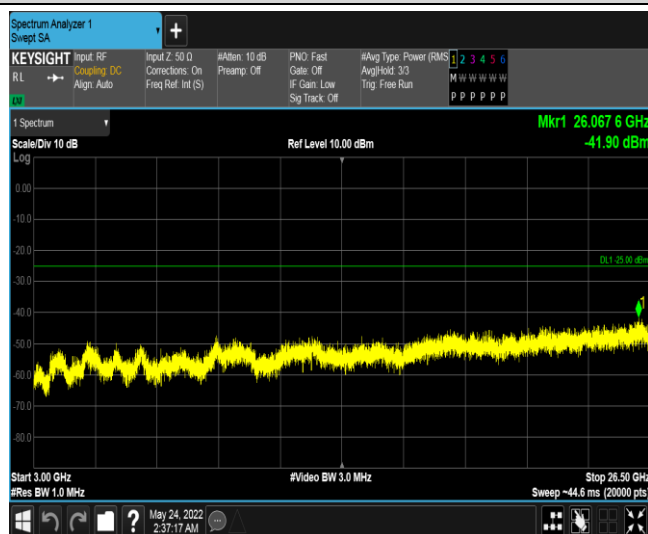 Spectrum Analyzer 1
Swept SA
+
KEYSIGHT Input: RF Input Z: 50 Ω #Atten: 10 dB PNO: Fast #Avg Type: Power (RMS 1 2 3 4 5 6
RL Coupling: DC Corrections: On Preamp: Off Gate: Off Avg|Hold: 3/3 M W W W W W
Align: Auto Freq Ref: Int (S) IF Gain: Low Trig: Free Run
Sig Track: Off P P P P P P
LXI
1 Spectrum Mkr1 26.067 6 GHz
Scale/Div 10 dB Ref Level 10.00 dBm -41.90 dBm
Log
0.00
-10.0
-20.0
DL1 -25.00 dBm
1
-30.0
-40.0
-50.0
-60.0
-70.0
-80.0
Start 3.00 GHz #Video BW 3.0 MHz Stop 26.50 GHz
#Res BW 1.0 MHz Sweep ~44.6 ms (20000 pts)
? May 24, 2022
2:37:17 AM